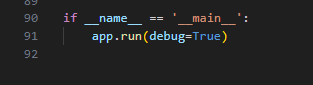 89
90 if __name__ == '__main__':
91     app.run(debug=True)
92